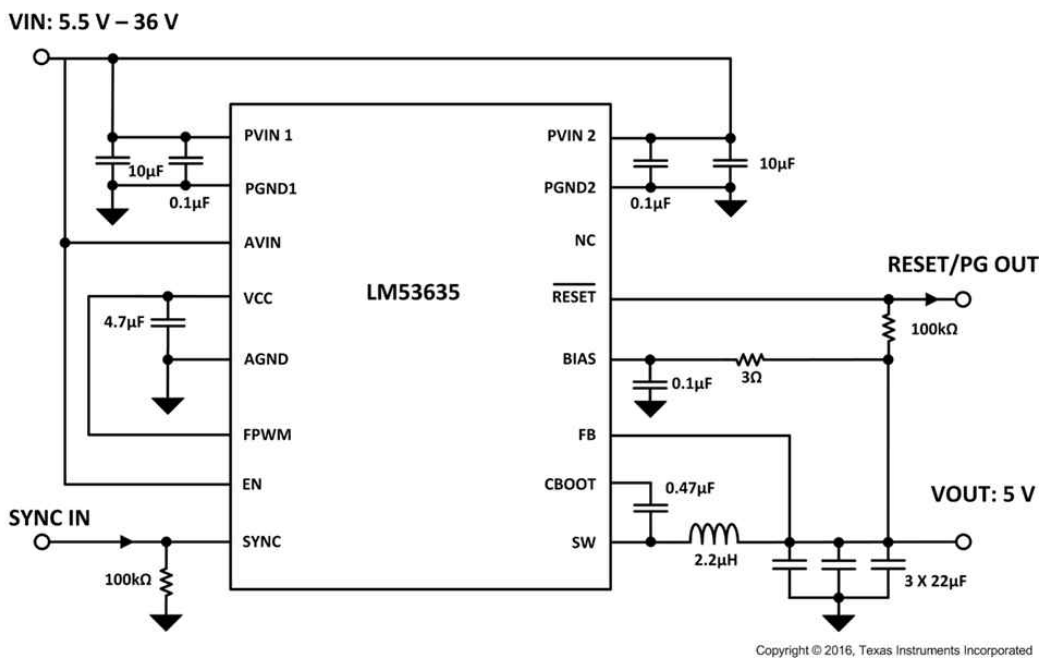 VIN: 5.5 V – 36 V
PVIN 1
PVIN 2
10µF
0.1µF
PGND1
PGND2
0.1µF
10µF
AVIN
NC
LM53635
RESET/PG OUT
VCC
RESET
4.7µF
100kΩ
AGND
BIAS
0.1µF
3Ω
FPWM
FB
EN
CBOOT
0.47µF
VOUT: 5 V
SYNC IN
SYNC
SW
2.2µH
100kΩ
3 X 22µF
Copyright © 2016, Texas Instruments Incorporated